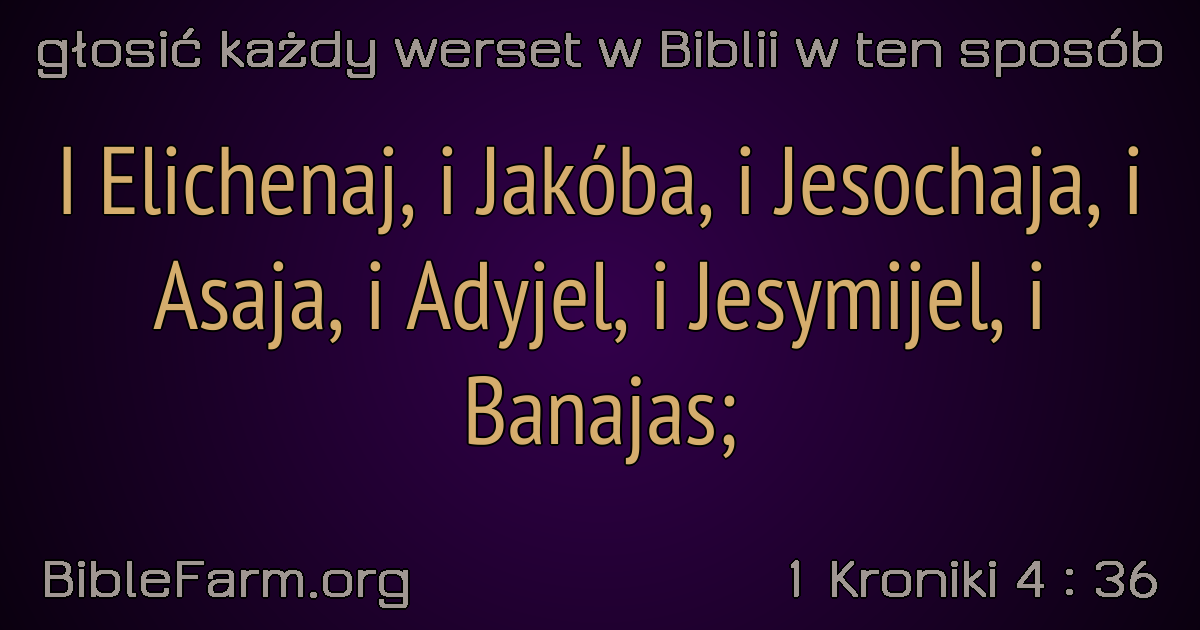 głosić każdy werset w Biblii w ten sposób
I Elichenaj, i Jakóba, i Jesochaja, i
Asaja, i Adyjel, i Jesymijel, i
Banajas;
BibleFarm.org
1 Kroniki 4 : 36